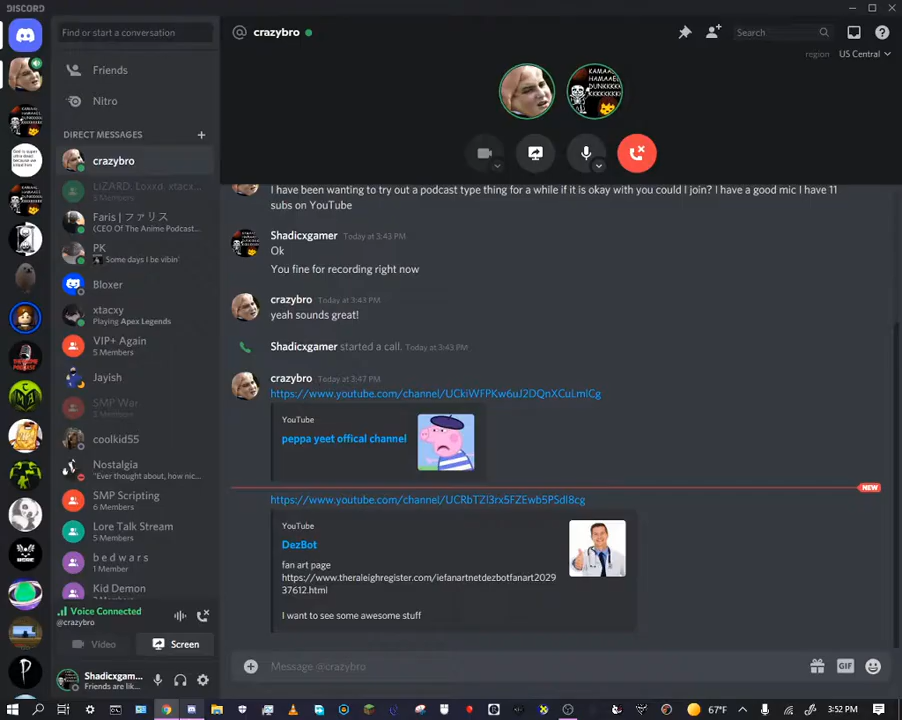 DISCORD
Find or start a conversation
@ crazybro
Search
region US Central
Friends
Nitro
DIRECT MESSAGES +
crazybro
LiZARD, Loxxd, xtacx...
3 Members
Faris | ファリス
(CEO Of The Anime Podcast...
PK
Some days I be vibin'
Bloxer
xtacxy
Playing Apex Legends
VIP+ Again
5 Members
Jayish
SMP War
2 Members
coolkid55
Nostalgia
"Ever thought about, how nic...
SMP Scripting
6 Members
Lore Talk Stream
5 Members
b e d w a r s
1 Member
Kid Demon
Voice Connected
@crazybro
Video
Screen
Shadicxgam...
Friends are lik...
I have been wanting to try out a podcast type thing for a while if it is okay with you could I join? I have a good mic I have 11
subs on YouTube
Shadicxgamer Today at 3:43 PM
Ok
You fine for recording right now
crazybro Today at 3:43 PM
yeah sounds great!
Shadicxgamer started a call. Today at 3:43 PM
crazybro Today at 3:47 PM
https://www.youtube.com/channel/UCkiWFPKw6uJ2DQnXCuLmlCg
YouTube
peppa yeet offical channel
NEW
https://www.youtube.com/channel/UCRbTZl3rx5FZEwb5PSdl8cg
YouTube
DezBot
fan art page
https://www.theraleighregister.com/iefanartnetdezbotfanart2029
37612.html
I want to see some awesome stuff
Message @crazybro
GIF
67°F
3:52 PM